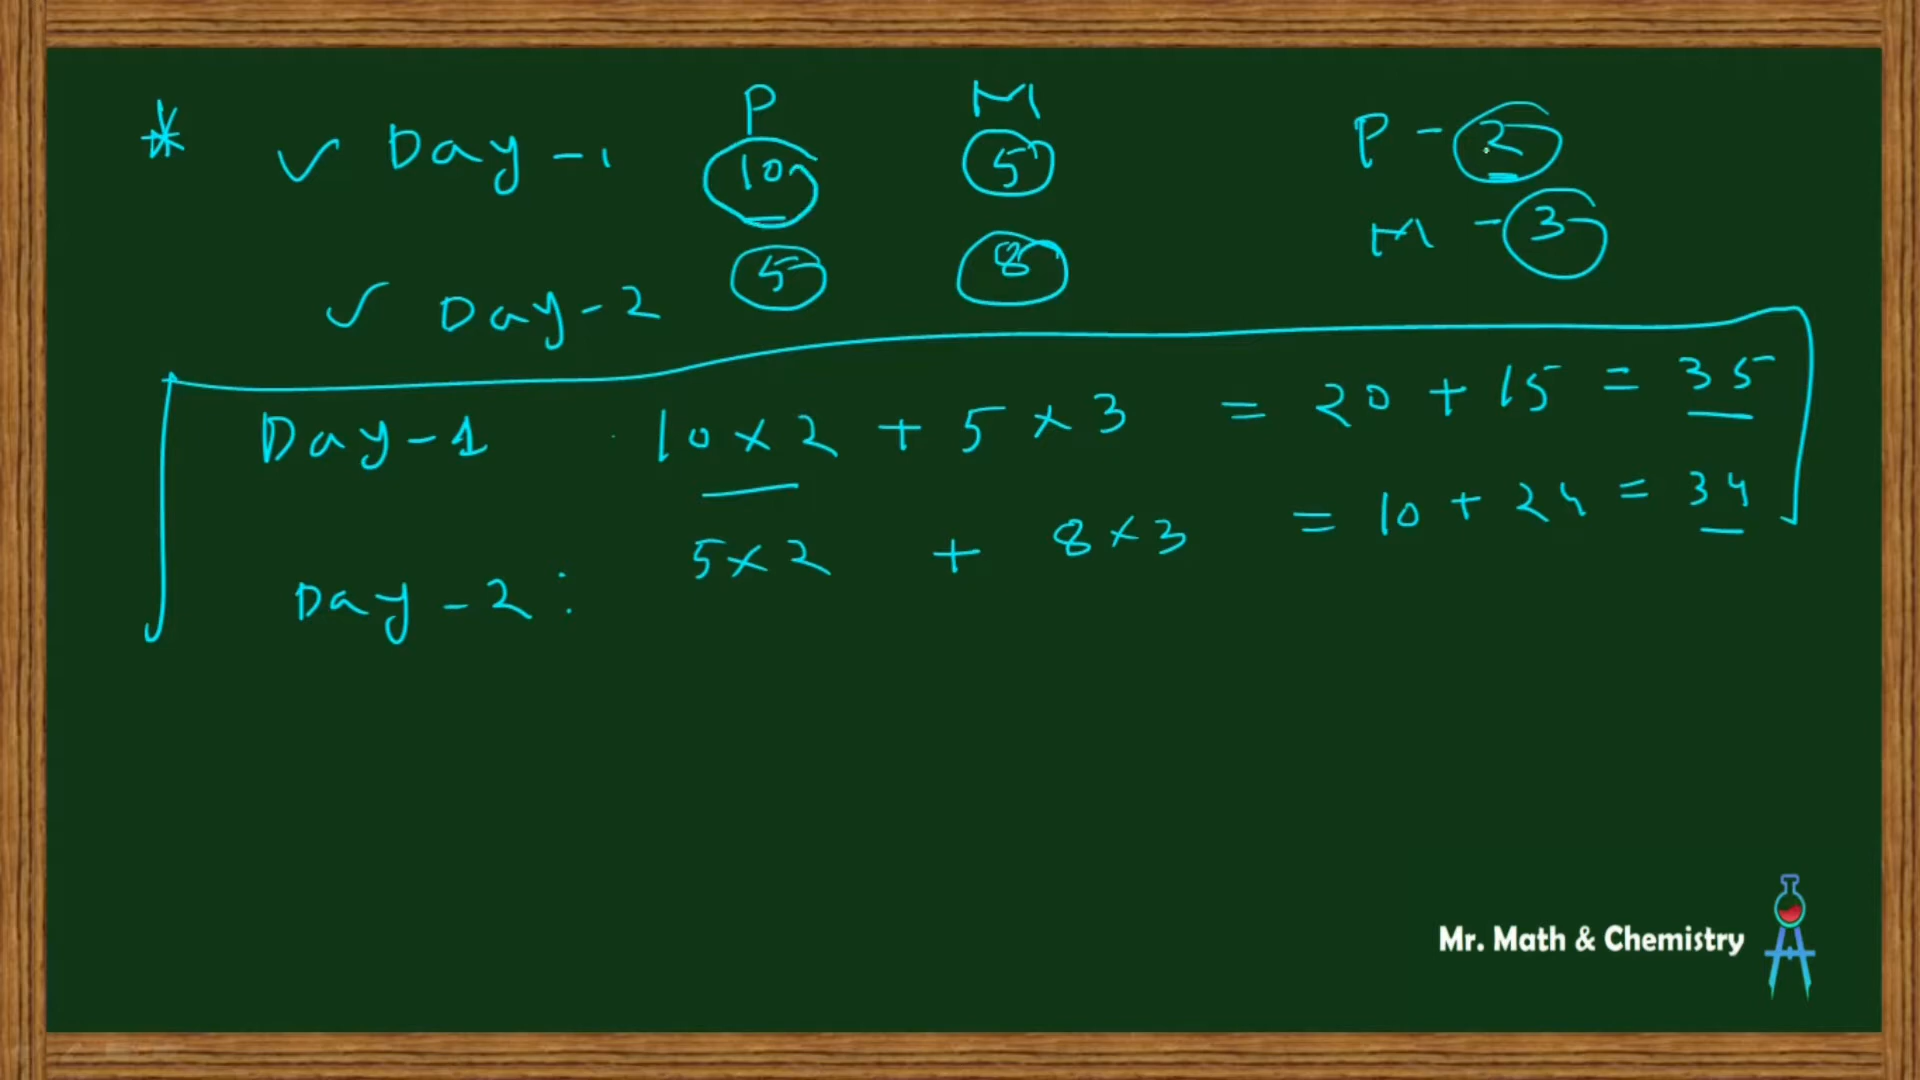 P M
* ✓ Day - 1 10 5 P - 2
M - 3
✓ Day - 2 5 8
Day - 1 10 × 2 + 5 × 3 = 20 + 15 = 35
Day - 2 : 5 × 2 + 8 × 3 = 10 + 24 = 34
Mr. Math & Chemistry